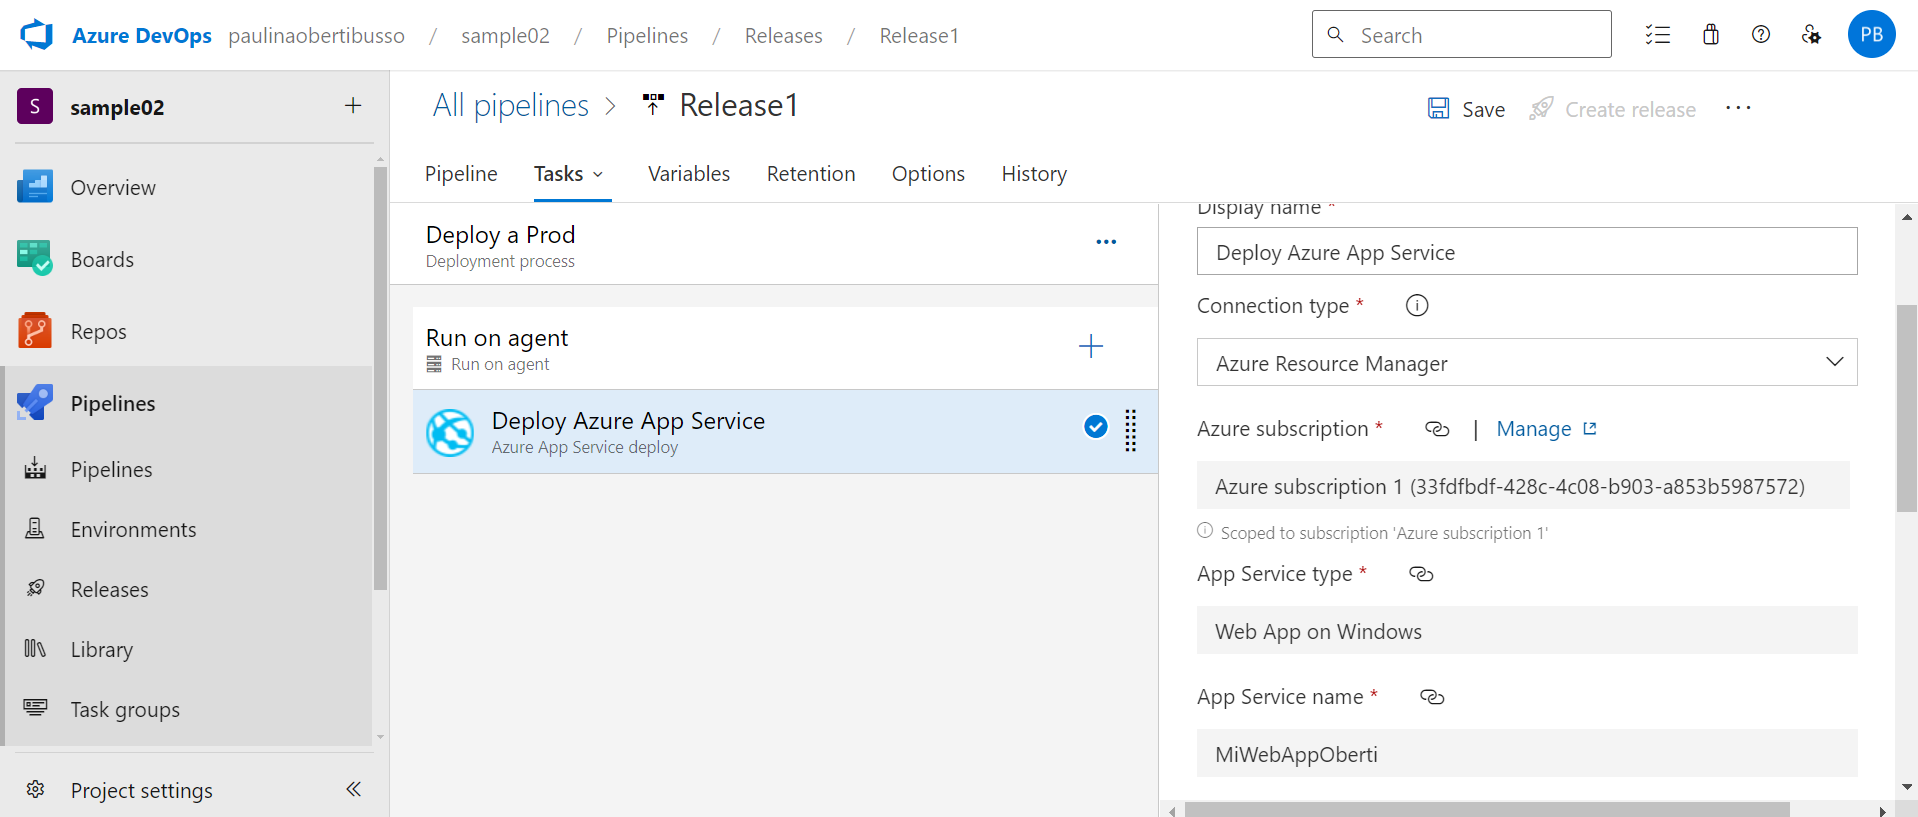 Azure DevOps paulinaobertibusso / sample02 / Pipelines / Releases / Release1
Search
PB
S sample02
Overview
Boards
Repos
Pipelines
Pipelines
Environments
Releases
Library
Task groups
Project settings
All pipelines > Release1
Save Create release ...
Pipeline Tasks Variables Retention Options History
Deploy a Prod
Deployment process
Run on agent
Run on agent
Deploy Azure App Service
Azure App Service deploy
Display name *
Deploy Azure App Service
Connection type *
Azure Resource Manager
Azure subscription * | Manage
Azure subscription 1 (33fdfbdf-428c-4c08-b903-a853b5987572)
Scoped to subscription 'Azure subscription 1'
App Service type *
Web App on Windows
App Service name *
MiWebAppOberti